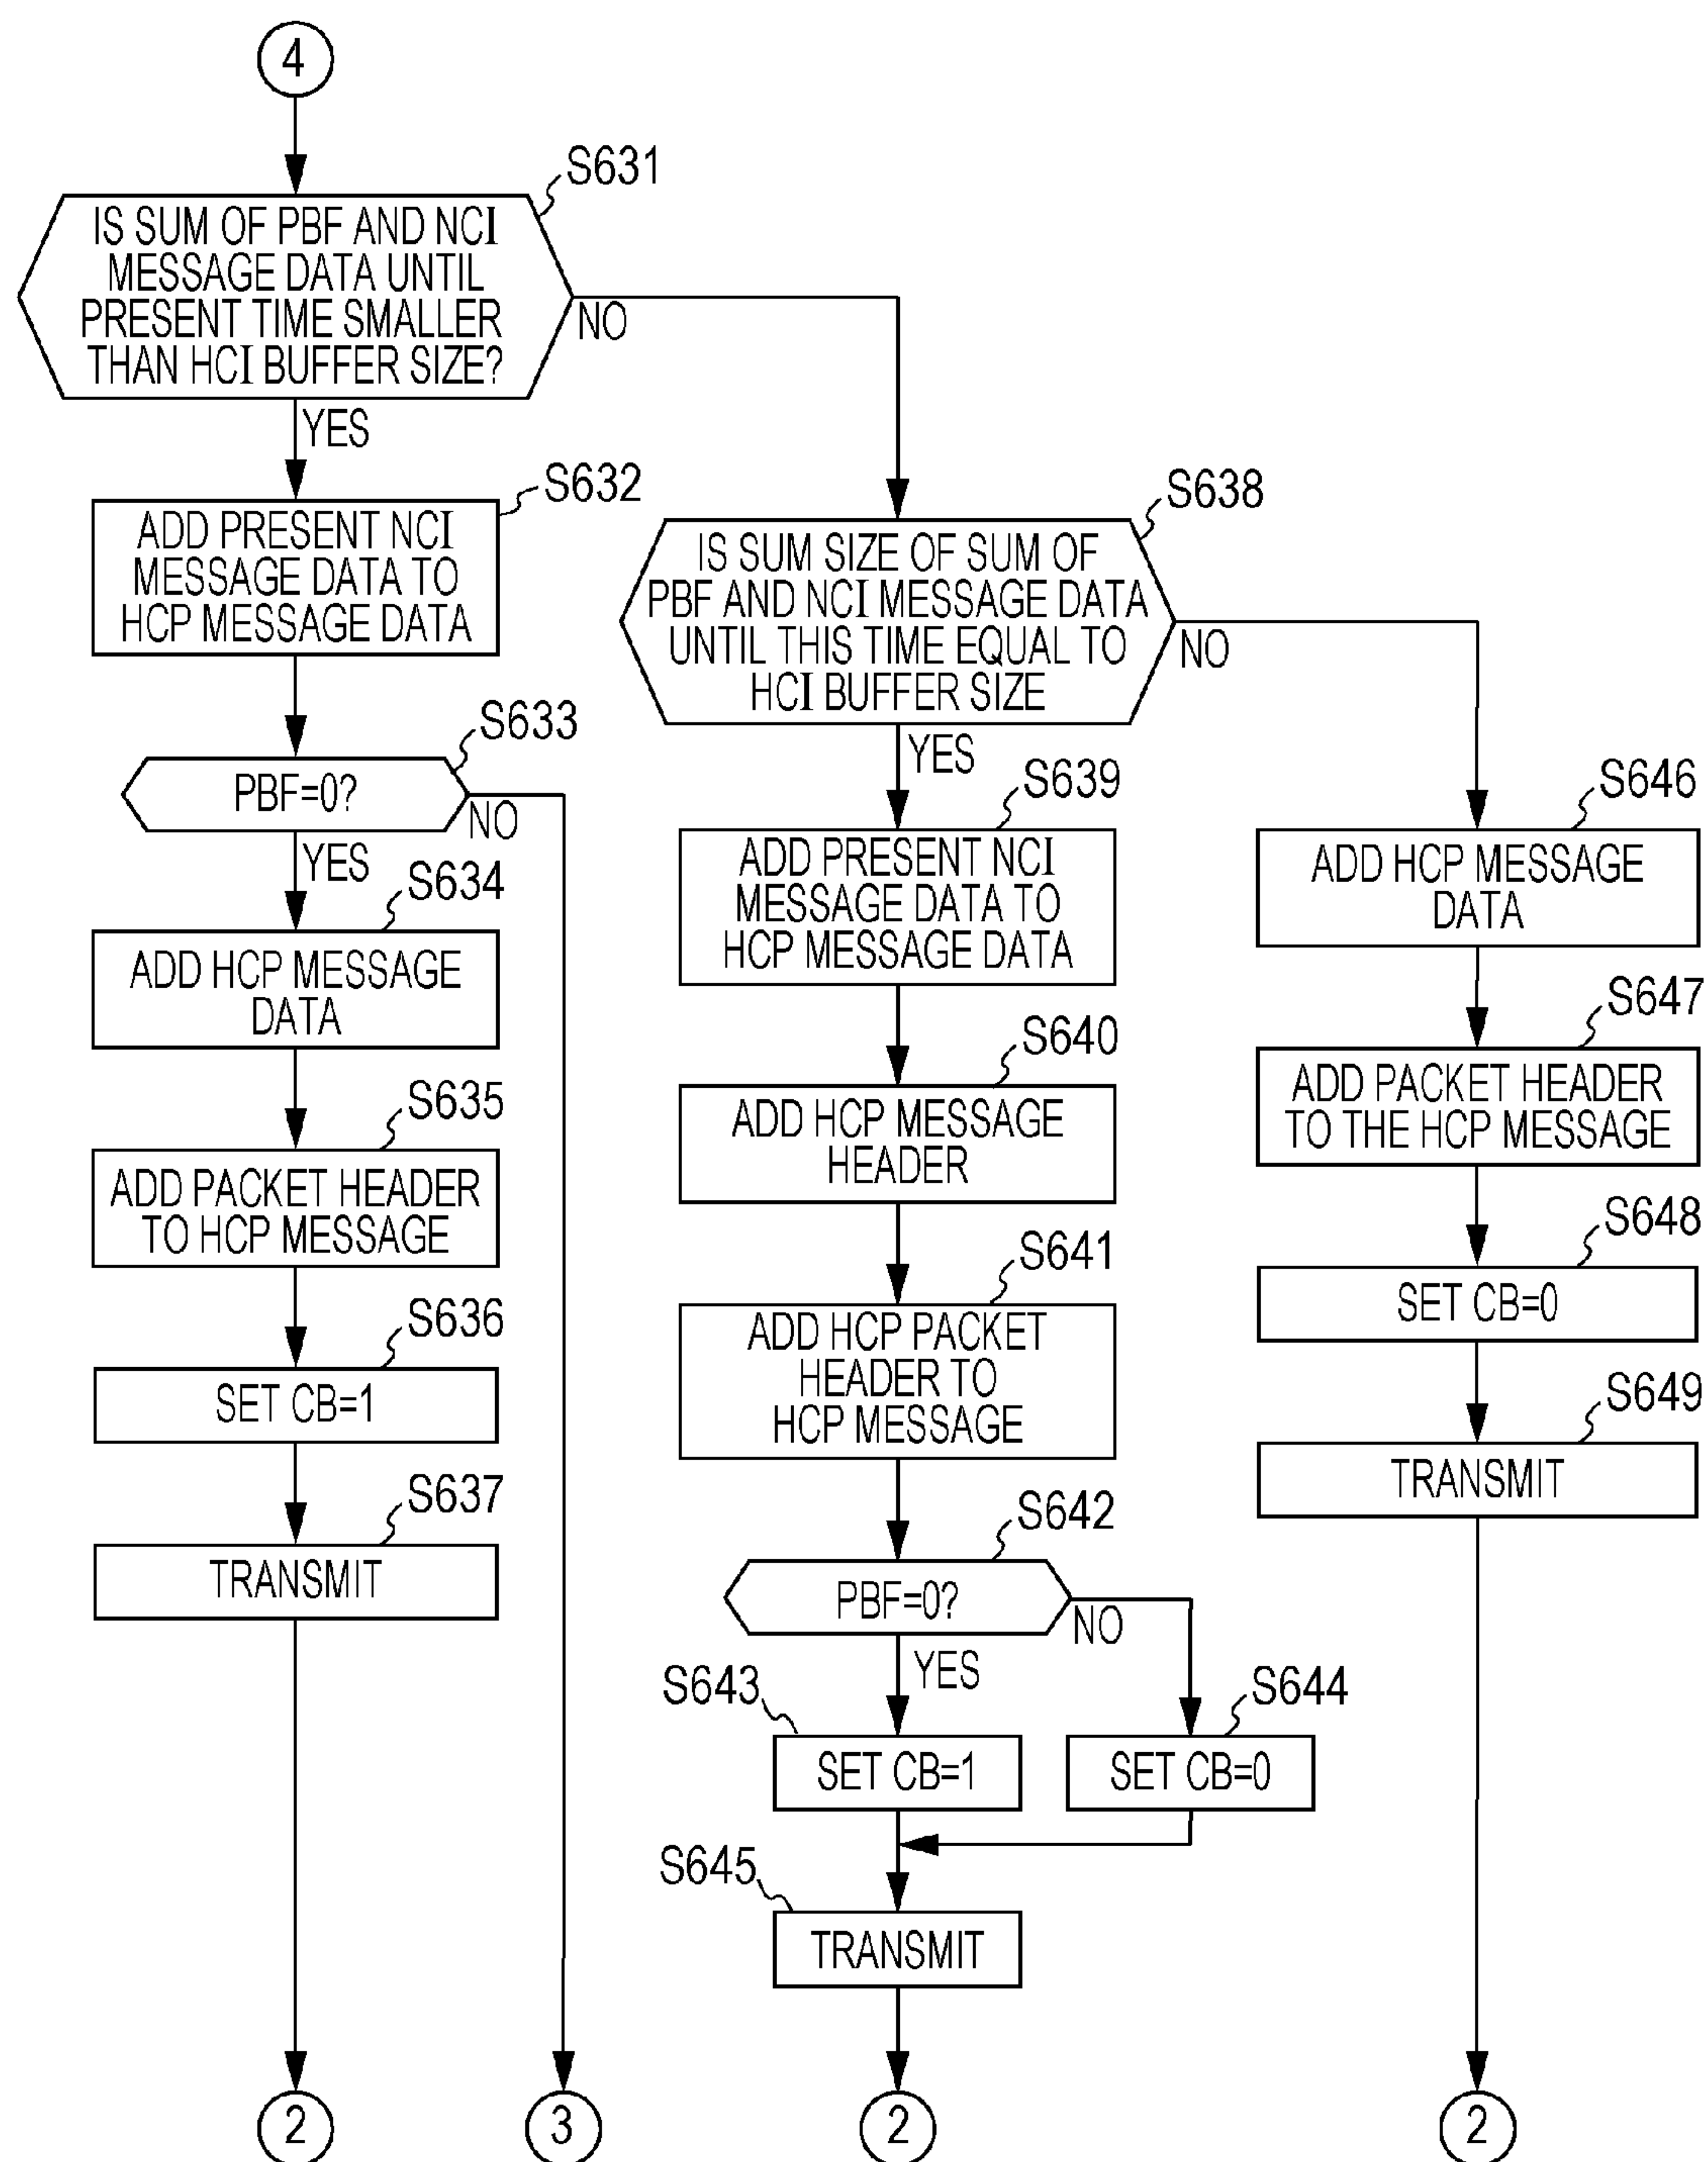 4
S631
IS SUM OF PBF AND NCI
MESSAGE DATA UNTIL
PRESENT TIME SMALLER
THAN HCI BUFFER SIZE?
NO
YES
S632
ADD PRESENT NCI
MESSAGE DATA TO
HCP MESSAGE DATA
S633
PBF=0?
NO
YES
S634
ADD HCP MESSAGE
DATA
S635
ADD PACKET HEADER
TO HCP MESSAGE
S636
SET CB=1
S637
TRANSMIT
2
3
S638
IS SUM SIZE OF SUM OF
PBF AND NCI MESSAGE DATA
UNTIL THIS TIME EQUAL TO
HCI BUFFER SIZE
NO
YES
S639
ADD PRESENT NCI
MESSAGE DATA TO
HCP MESSAGE DATA
S640
ADD HCP MESSAGE
HEADER
S641
ADD HCP PACKET
HEADER TO
HCP MESSAGE
S642
PBF=0?
NO
YES
S643
SET CB=1
S644
SET CB=0
S645
TRANSMIT
2
S646
ADD HCP MESSAGE
DATA
S647
ADD PACKET HEADER
TO THE HCP MESSAGE
S648
SET CB=0
S649
TRANSMIT
2